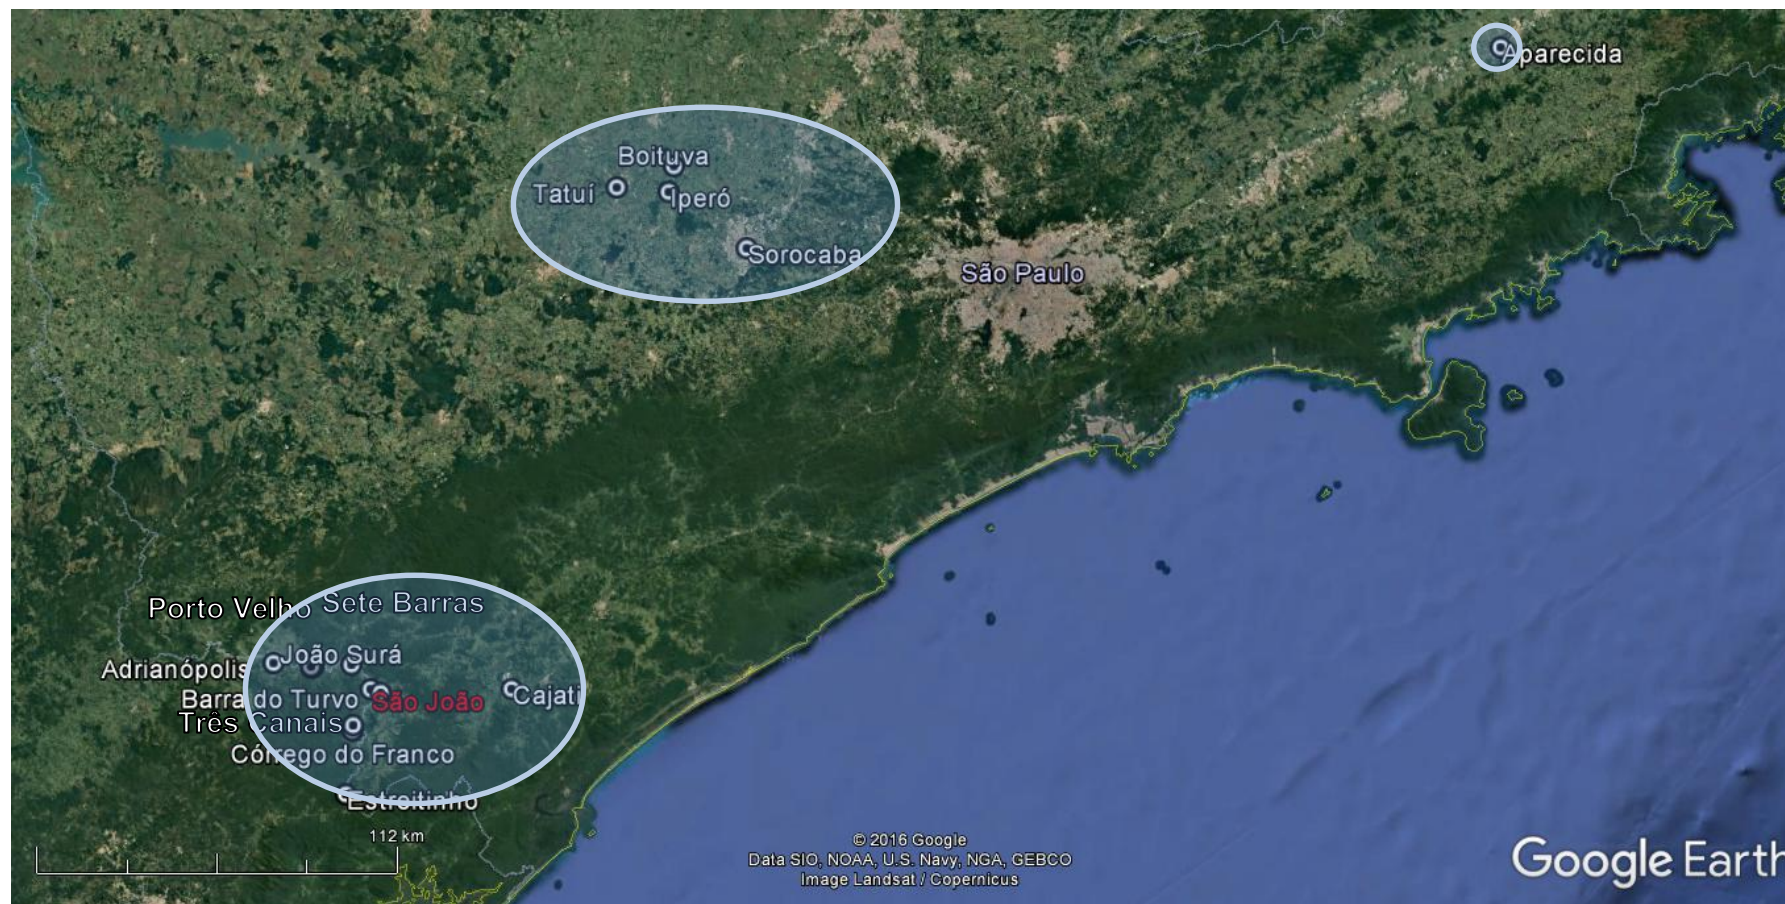 Aparecida
Boituva
Tatuí
Iperó
Sorocaba
São Paulo
Porto Velho
Sete Barras
João Surá
Adrianópolis
Barra do Turvo
São João
Cajati
Três Canais
Córrego do Franco
Estreitinho
112 km
© 2016 Google
Data SIO, NOAA, U.S. Navy, NGA, GEBCO
Image Landsat / Copernicus
Google Earth